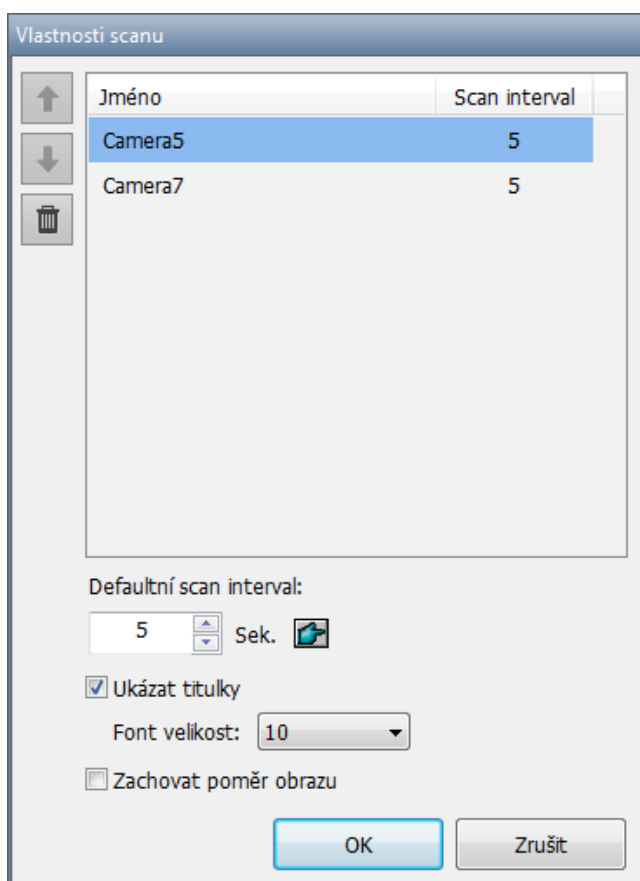 Vlastnosti scanu
Jméno Scan interval
Camera5 5
Camera7 5
Defaultní scan interval:
5 Sek.
Ukázat titulky
Font velikost: 10
Zachovat poměr obrazu
OK Zrušit